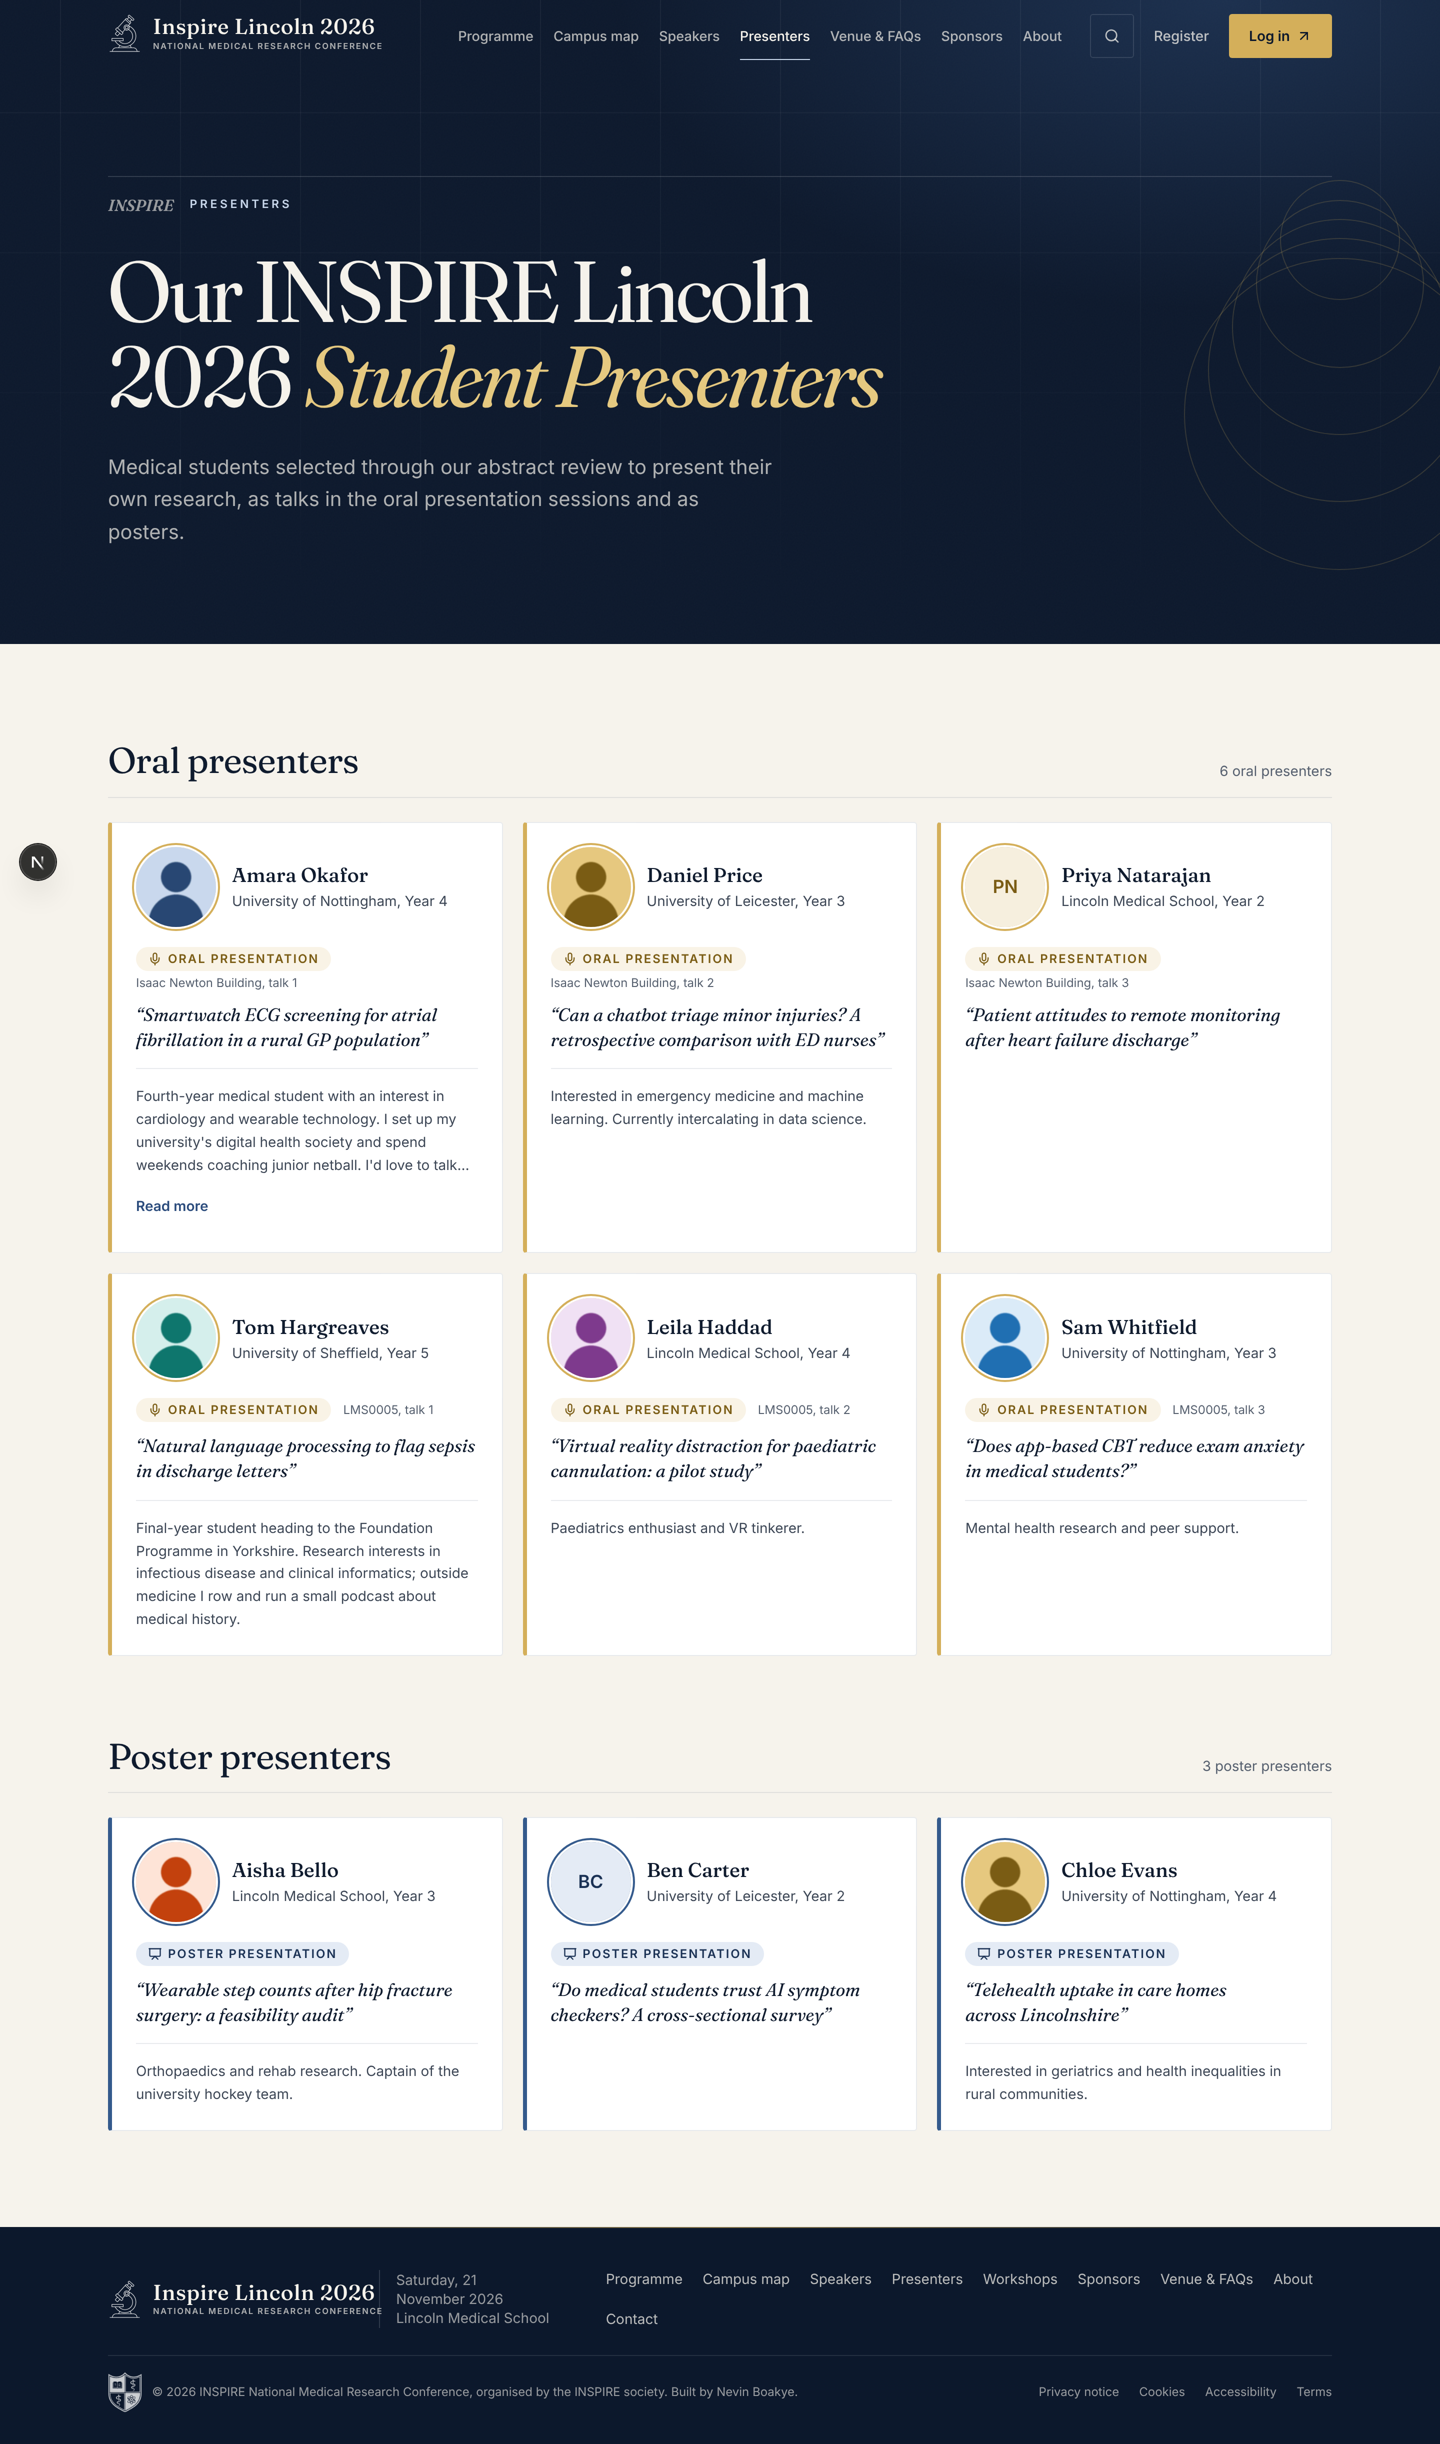 Inspire Lincoln 2026
NATIONAL MEDICAL RESEARCH CONFERENCE
Programme
Campus map
Speakers
Presenters
Venue & FAQs
Sponsors
About
Register
Log in
INSPIRE PRESENTERS
Our INSPIRE Lincoln
2026 Student Presenters
Medical students selected through our abstract review to present their
own research, as talks in the oral presentation sessions and as
posters.
Oral presenters
6 oral presenters
N
Amara Okafor
University of Nottingham, Year 4
ORAL PRESENTATION
Isaac Newton Building, talk 1
“Smartwatch ECG screening for atrial
fibrillation in a rural GP population”
Fourth-year medical student with an interest in
cardiology and wearable technology. I set up my
university's digital health society and spend
weekends coaching junior netball. I'd love to talk…
Read more
Daniel Price
University of Leicester, Year 3
ORAL PRESENTATION
Isaac Newton Building, talk 2
“Can a chatbot triage minor injuries? A
retrospective comparison with ED nurses”
Interested in emergency medicine and machine
learning. Currently intercalating in data science.
PN
Priya Natarajan
Lincoln Medical School, Year 2
ORAL PRESENTATION
Isaac Newton Building, talk 3
“Patient attitudes to remote monitoring
after heart failure discharge”
Tom Hargreaves
University of Sheffield, Year 5
ORAL PRESENTATION
LMS0005, talk 1
“Natural language processing to flag sepsis
in discharge letters”
Final-year student heading to the Foundation
Programme in Yorkshire. Research interests in
infectious disease and clinical informatics; outside
medicine I row and run a small podcast about
medical history.
Leila Haddad
Lincoln Medical School, Year 4
ORAL PRESENTATION
LMS0005, talk 2
“Virtual reality distraction for paediatric
cannulation: a pilot study”
Paediatrics enthusiast and VR tinkerer.
Sam Whitfield
University of Nottingham, Year 3
ORAL PRESENTATION
LMS0005, talk 3
“Does app-based CBT reduce exam anxiety
in medical students?”
Mental health research and peer support.
Poster presenters
3 poster presenters
Aisha Bello
Lincoln Medical School, Year 3
POSTER PRESENTATION
“Wearable step counts after hip fracture
surgery: a feasibility audit”
Orthopaedics and rehab research. Captain of the
university hockey team.
BC
Ben Carter
University of Leicester, Year 2
POSTER PRESENTATION
“Do medical students trust AI symptom
checkers? A cross-sectional survey”
Chloe Evans
University of Nottingham, Year 4
POSTER PRESENTATION
“Telehealth uptake in care homes
across Lincolnshire”
Interested in geriatrics and health inequalities in
rural communities.
Inspire Lincoln 2026
NATIONAL MEDICAL RESEARCH CONFERENCE
Saturday, 21
November 2026
Lincoln Medical School
Programme
Campus map
Speakers
Presenters
Workshops
Sponsors
Venue & FAQs
About
Contact
© 2026 INSPIRE National Medical Research Conference, organised by the INSPIRE society. Built by Nevin Boakye.
Privacy notice
Cookies
Accessibility
Terms